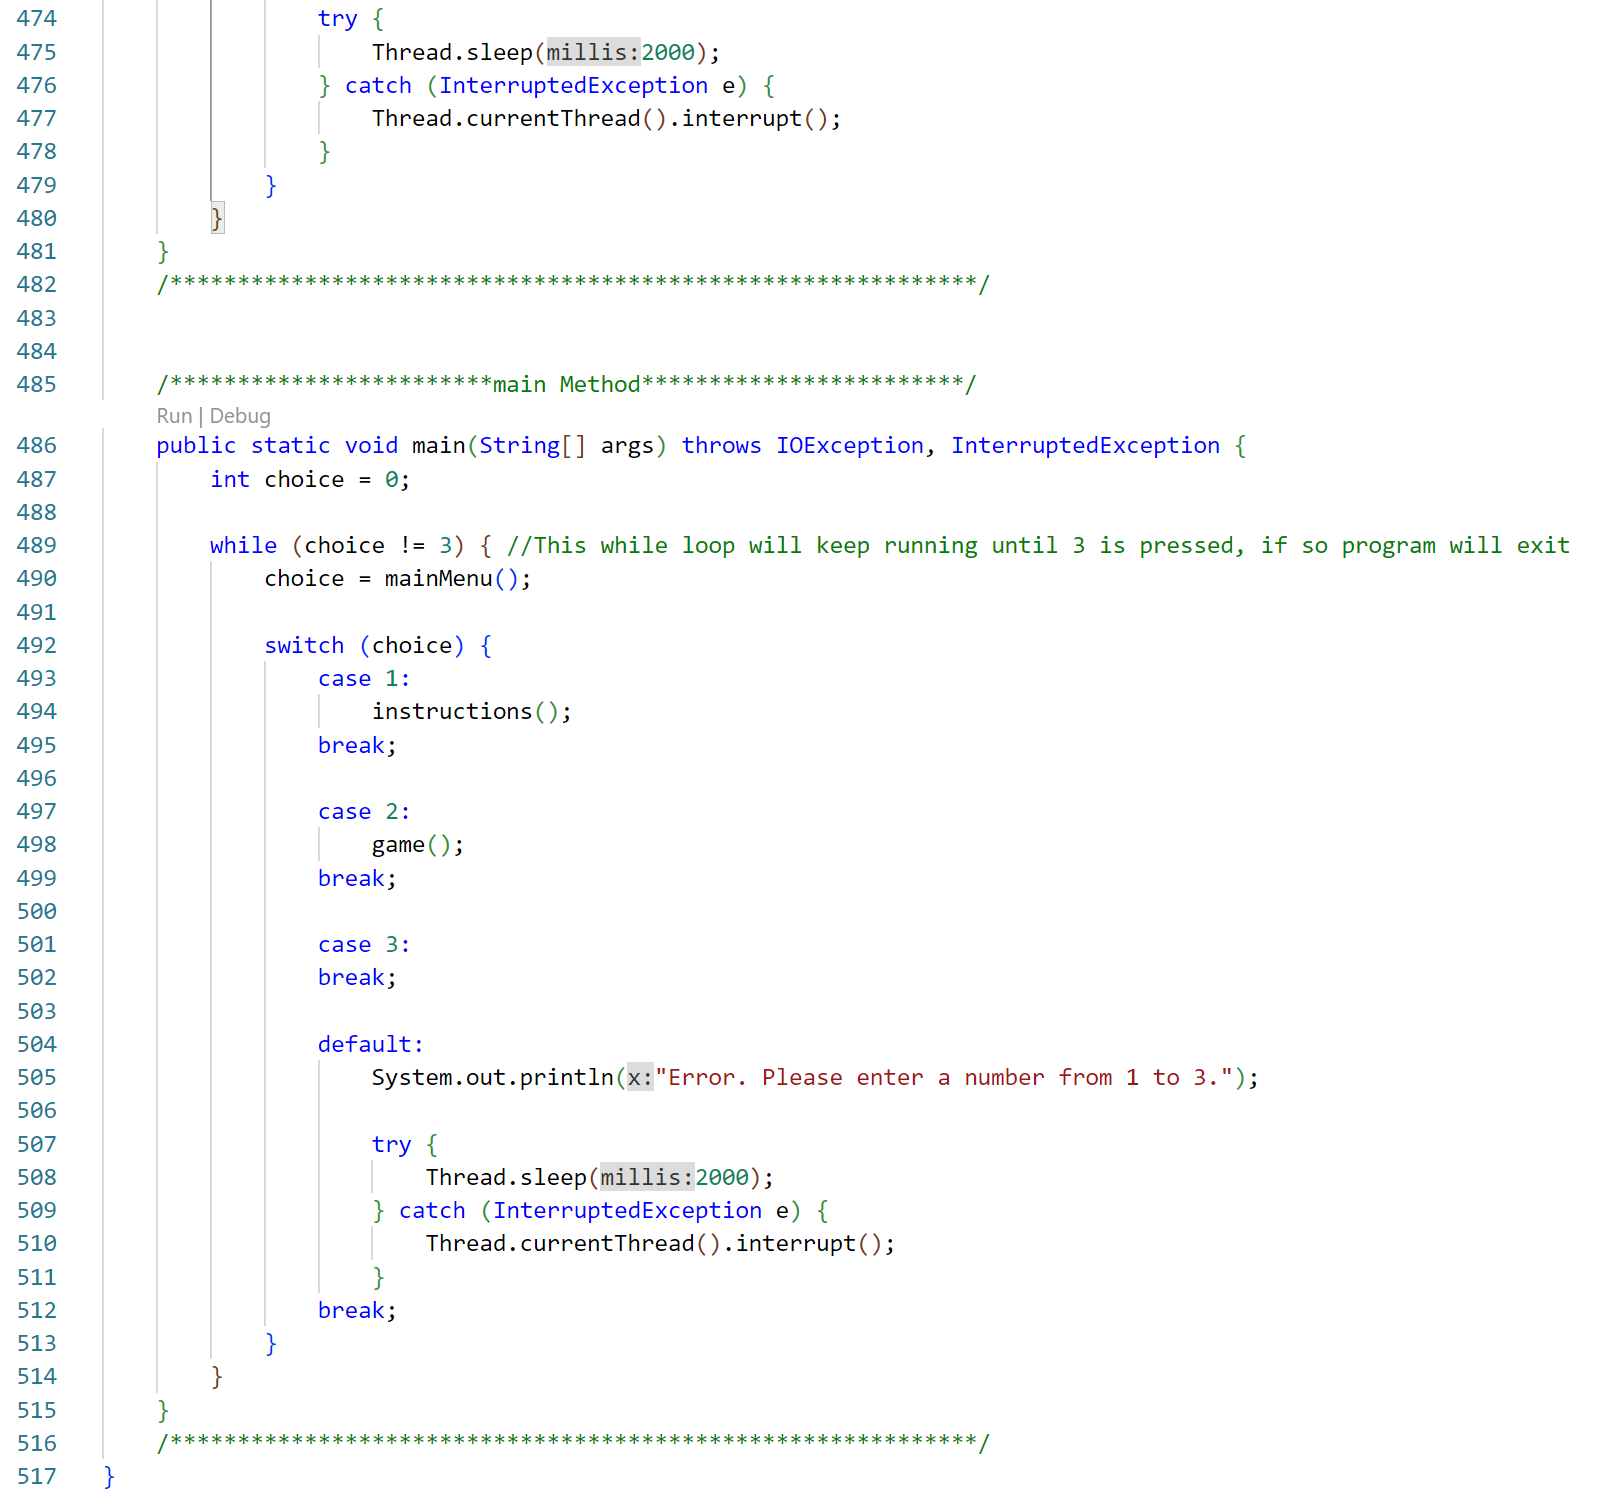 474 try {
475 Thread.sleep(millis:2000);
476 } catch (InterruptedException e) {
477 Thread.currentThread().interrupt();
478 }
479 }
480 }
481 }
482 /************************************************************/
483
484
485 /************************main Method************************/
Run | Debug
486 public static void main(String[] args) throws IOException, InterruptedException {
487 int choice = 0;
488
489 while (choice != 3) { //This while loop will keep running until 3 is pressed, if so program will exit
490 choice = mainMenu();
491
492 switch (choice) {
493 case 1:
494 instructions();
495 break;
496
497 case 2:
498 game();
499 break;
500
501 case 3:
502 break;
503
504 default:
505 System.out.println(x:"Error. Please enter a number from 1 to 3.");
506
507 try {
508 Thread.sleep(millis:2000);
509 } catch (InterruptedException e) {
510 Thread.currentThread().interrupt();
511 }
512 break;
513 }
514 }
515 }
516 /************************************************************/
517 }